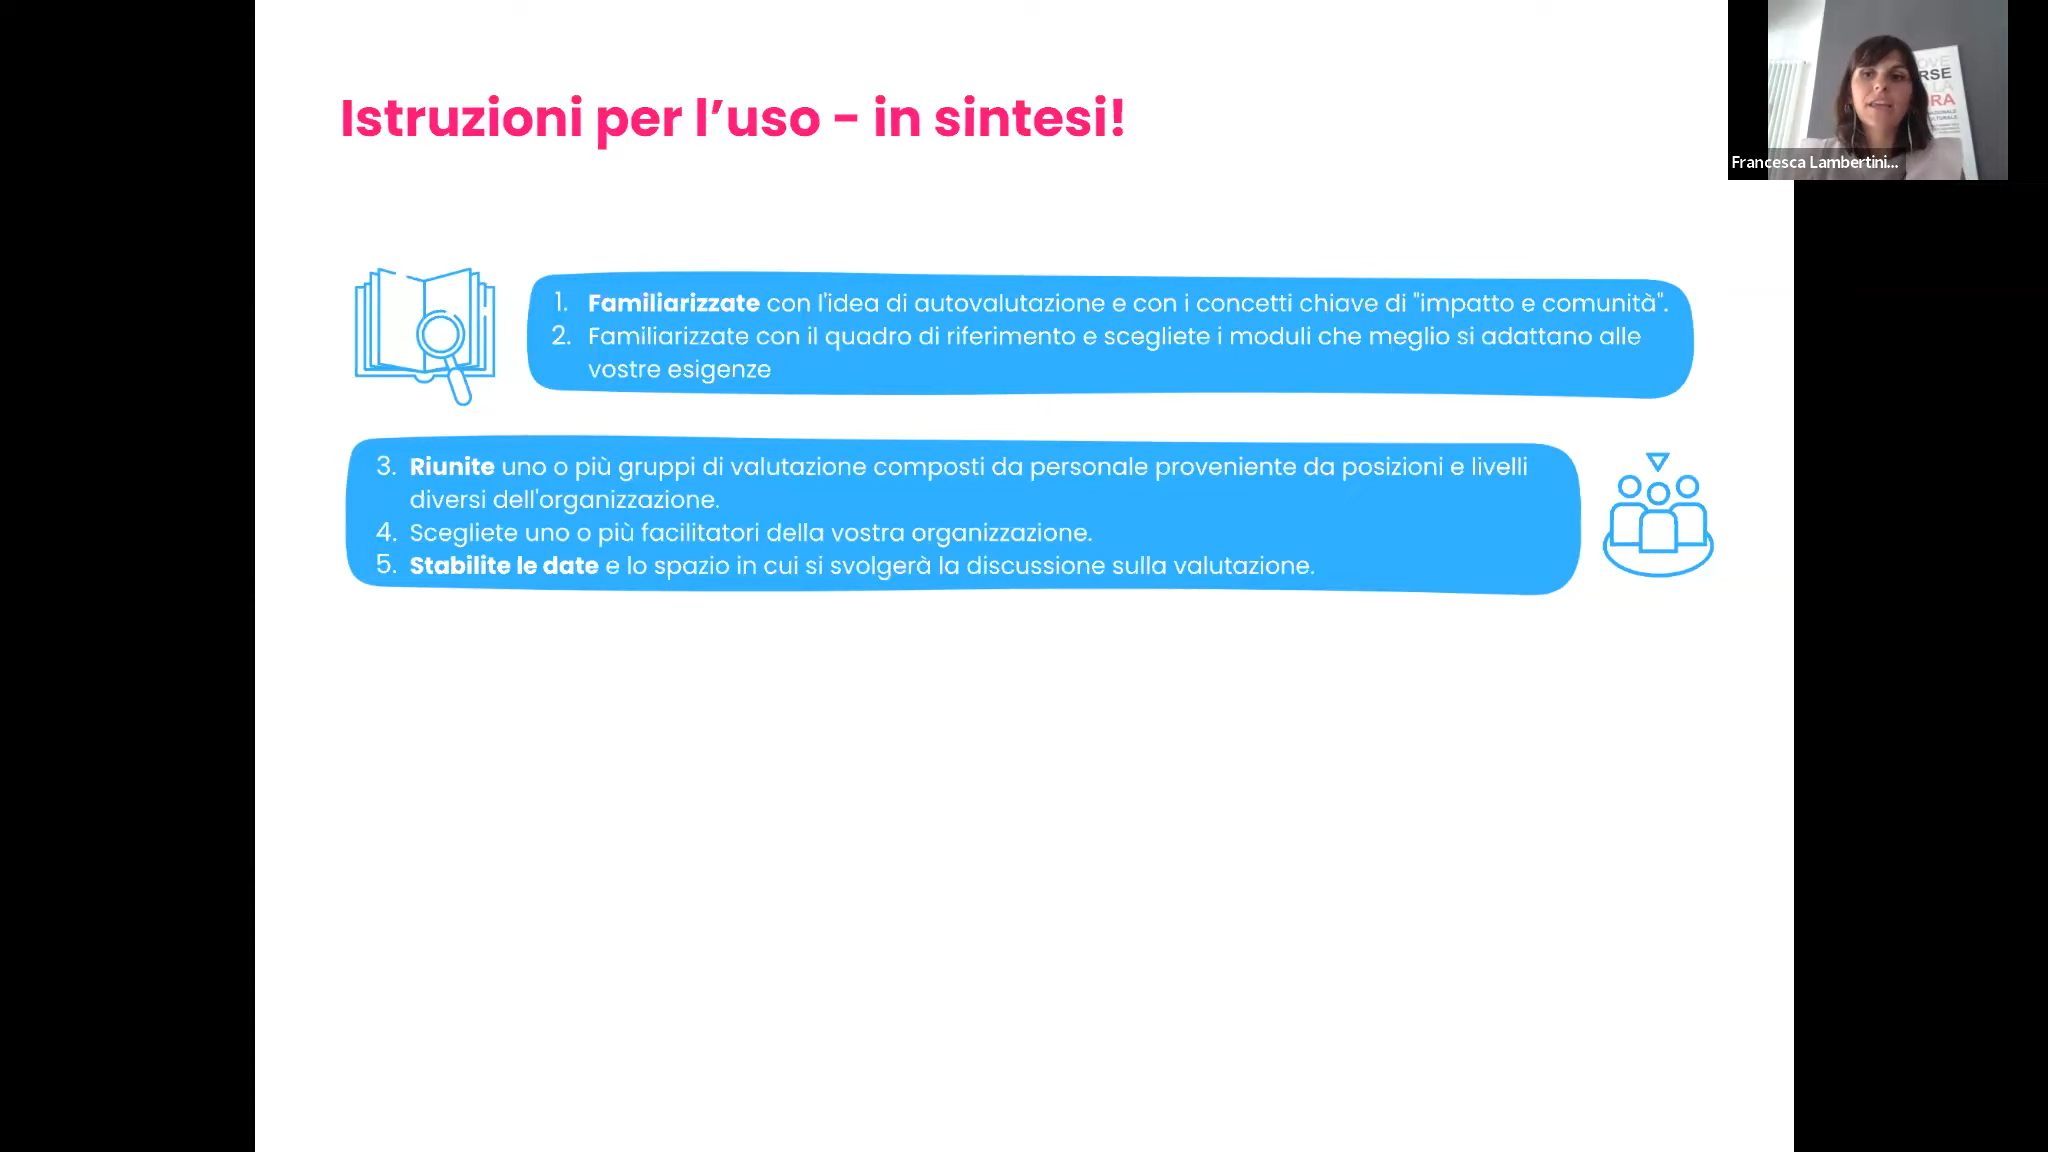 Istruzioni per l’uso - in sintesi!
1. Familiarizzate con l'idea di autovalutazione e con i concetti chiave di "impatto e comunità".
2. Familiarizzate con il quadro di riferimento e scegliete i moduli che meglio si adattano alle
vostre esigenze
3. Riunite uno o più gruppi di valutazione composti da personale proveniente da posizioni e livelli
diversi dell'organizzazione.
4. Scegliete uno o più facilitatori della vostra organizzazione.
5. Stabilite le date e lo spazio in cui si svolgerà la discussione sulla valutazione.
Francesca Lambertini...